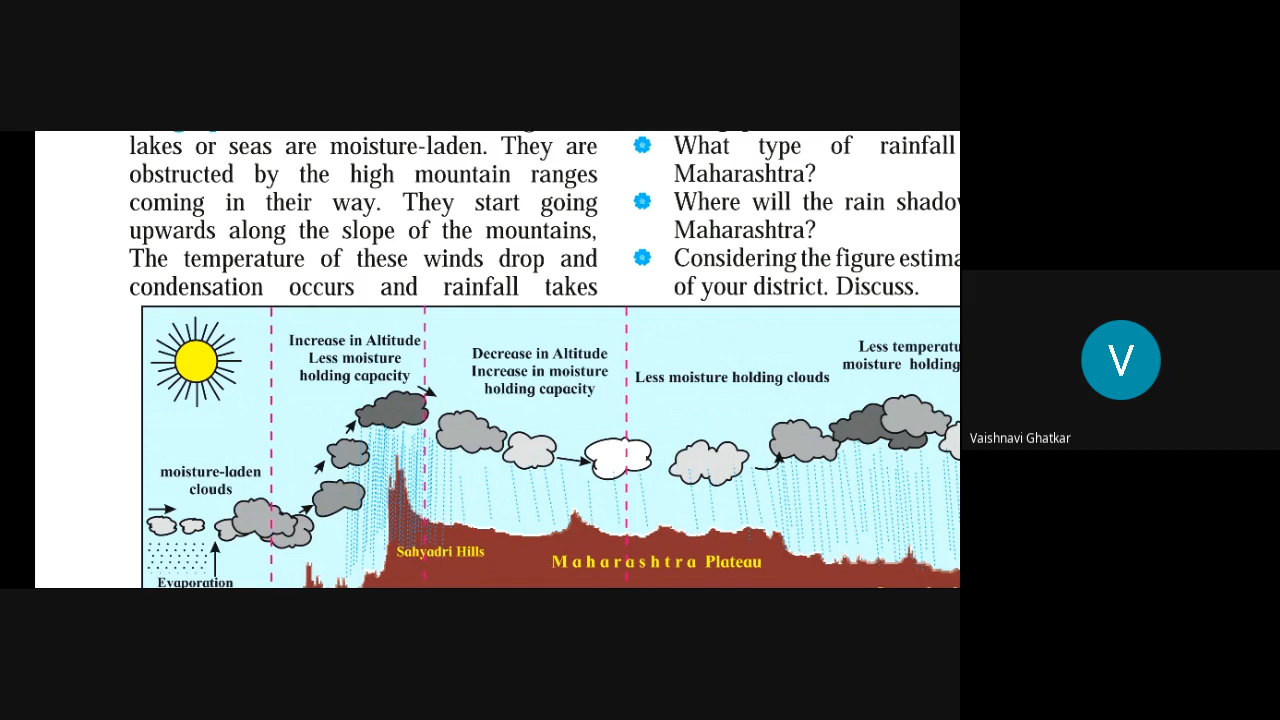 lakes or seas are moisture-laden. They are
obstructed by the high mountain ranges
coming in their way. They start going
upwards along the slope of the mountains,
The temperature of these winds drop and
condensation occurs and rainfall takes
What type of rainfall
Maharashtra?
Where will the rain shadow
Maharashtra?
Considering the figure estima
of your district. Discuss.
Increase in Altitude
Less moisture
holding capacity
Decrease in Altitude
Increase in moisture
holding capacity
Less moisture holding clouds
Less temperatu
moisture holding
moisture-laden
clouds
Evaporation
Sahyadri Hills
Maharashtra Plateau
V
Vaishnavi Ghatkar